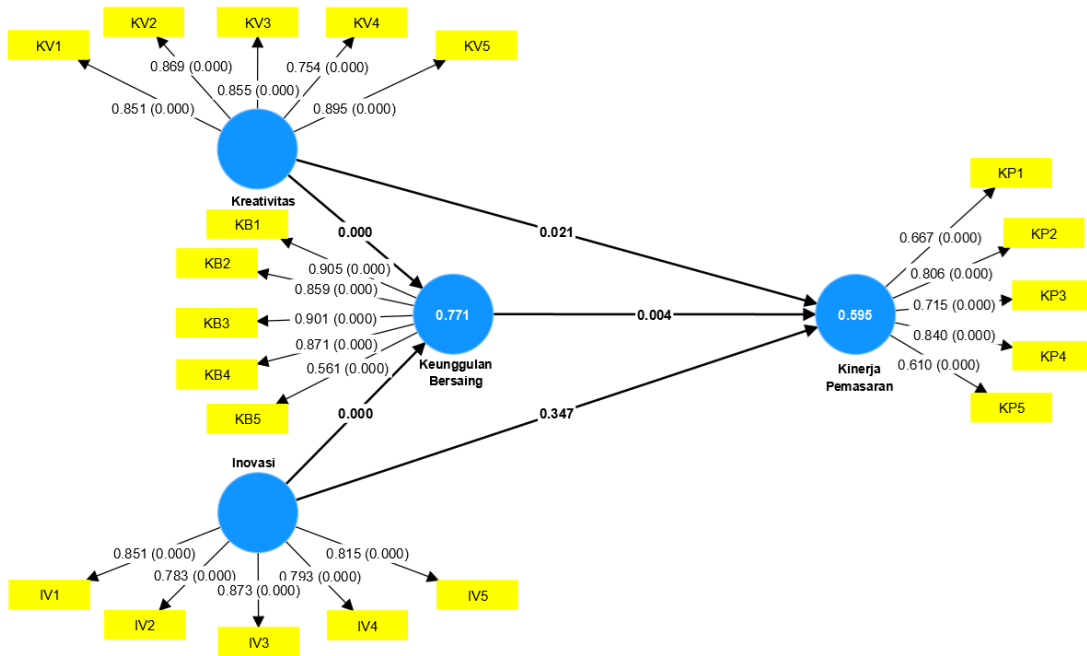 KV1
KV2
KV3
KV4
KV5
0.851 (0.000)
0.869 (0.000)
0.855 (0.000)
0.754 (0.000)
0.895 (0.000)
Kreativitas
KB1
KB2
KB3
KB4
KB5
0.905 (0.000)
0.859 (0.000)
0.901 (0.000)
0.871 (0.000)
0.561 (0.000)
0.000
0.021
0.771
Keunggulan
Bersaing
0.004
0.000
0.347
0.595
Kinerja
Pemasaran
0.667 (0.000)
0.806 (0.000)
0.715 (0.000)
0.840 (0.000)
0.610 (0.000)
KP1
KP2
KP3
KP4
KP5
Inovasi
0.851 (0.000)
0.783 (0.000)
0.873 (0.000)
0.793 (0.000)
0.815 (0.000)
IV1
IV2
IV3
IV4
IV5